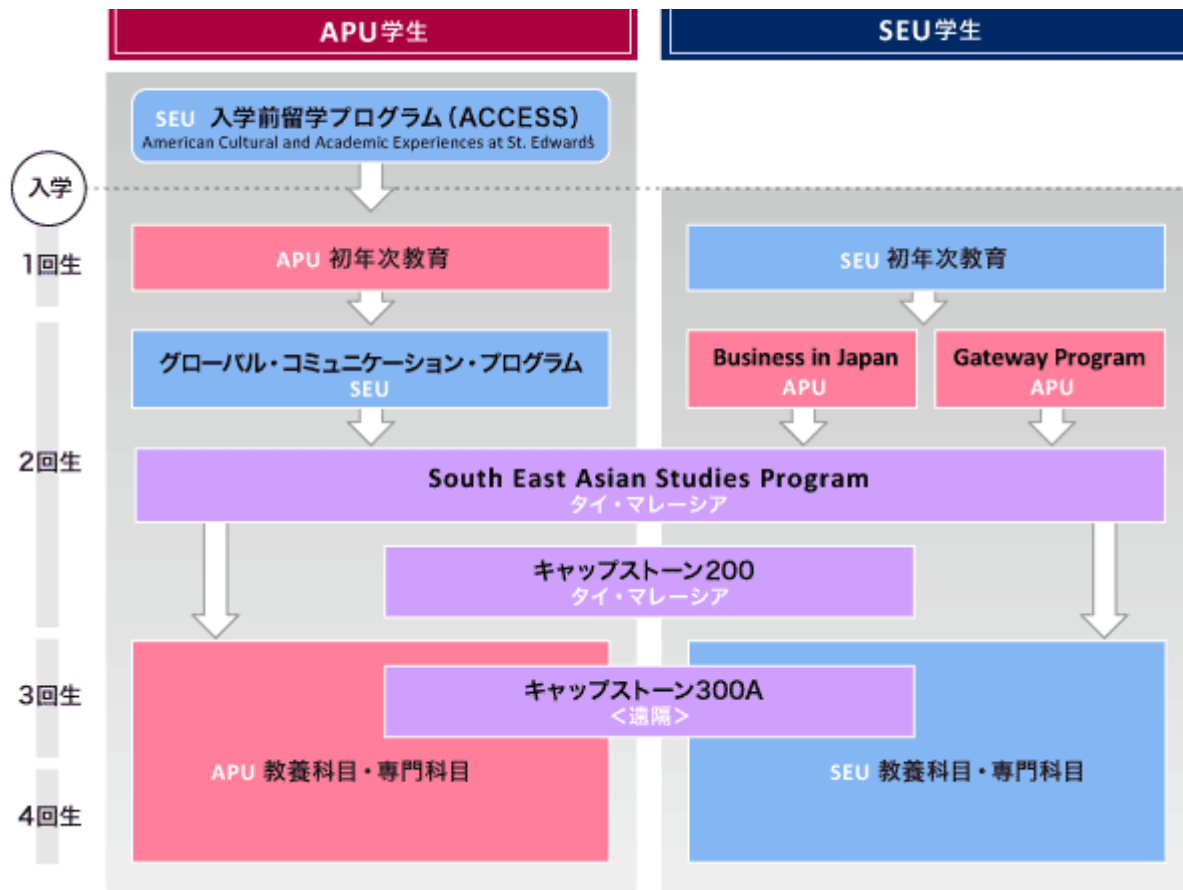 APU学生
SEU学生
SEU 入学前留学プログラム(ACCESS)
American Cultural and Academic Experiences at St. Edward's
入学
1回生
APU 初年次教育
SEU 初年次教育
グローバル・コミュニケーション・プログラム
SEU
Business in Japan
APU
Gateway Program
APU
2回生
South East Asian Studies Program
タイ・マレーシア
キャップストーン200
タイ・マレーシア
3回生
キャップストーン300A
<遠隔>
APU 教養科目・専門科目
SEU 教養科目・専門科目
4回生